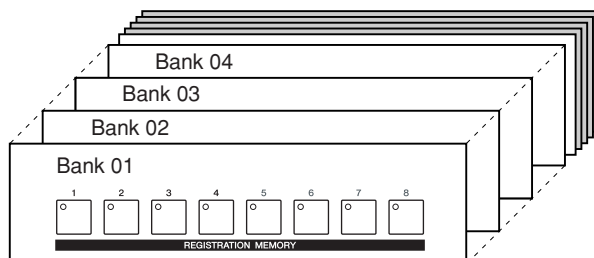 Bank 04
Bank 03
Bank 02
Bank 01
1 2 3 4 5 6 7 8
REGISTRATION MEMORY